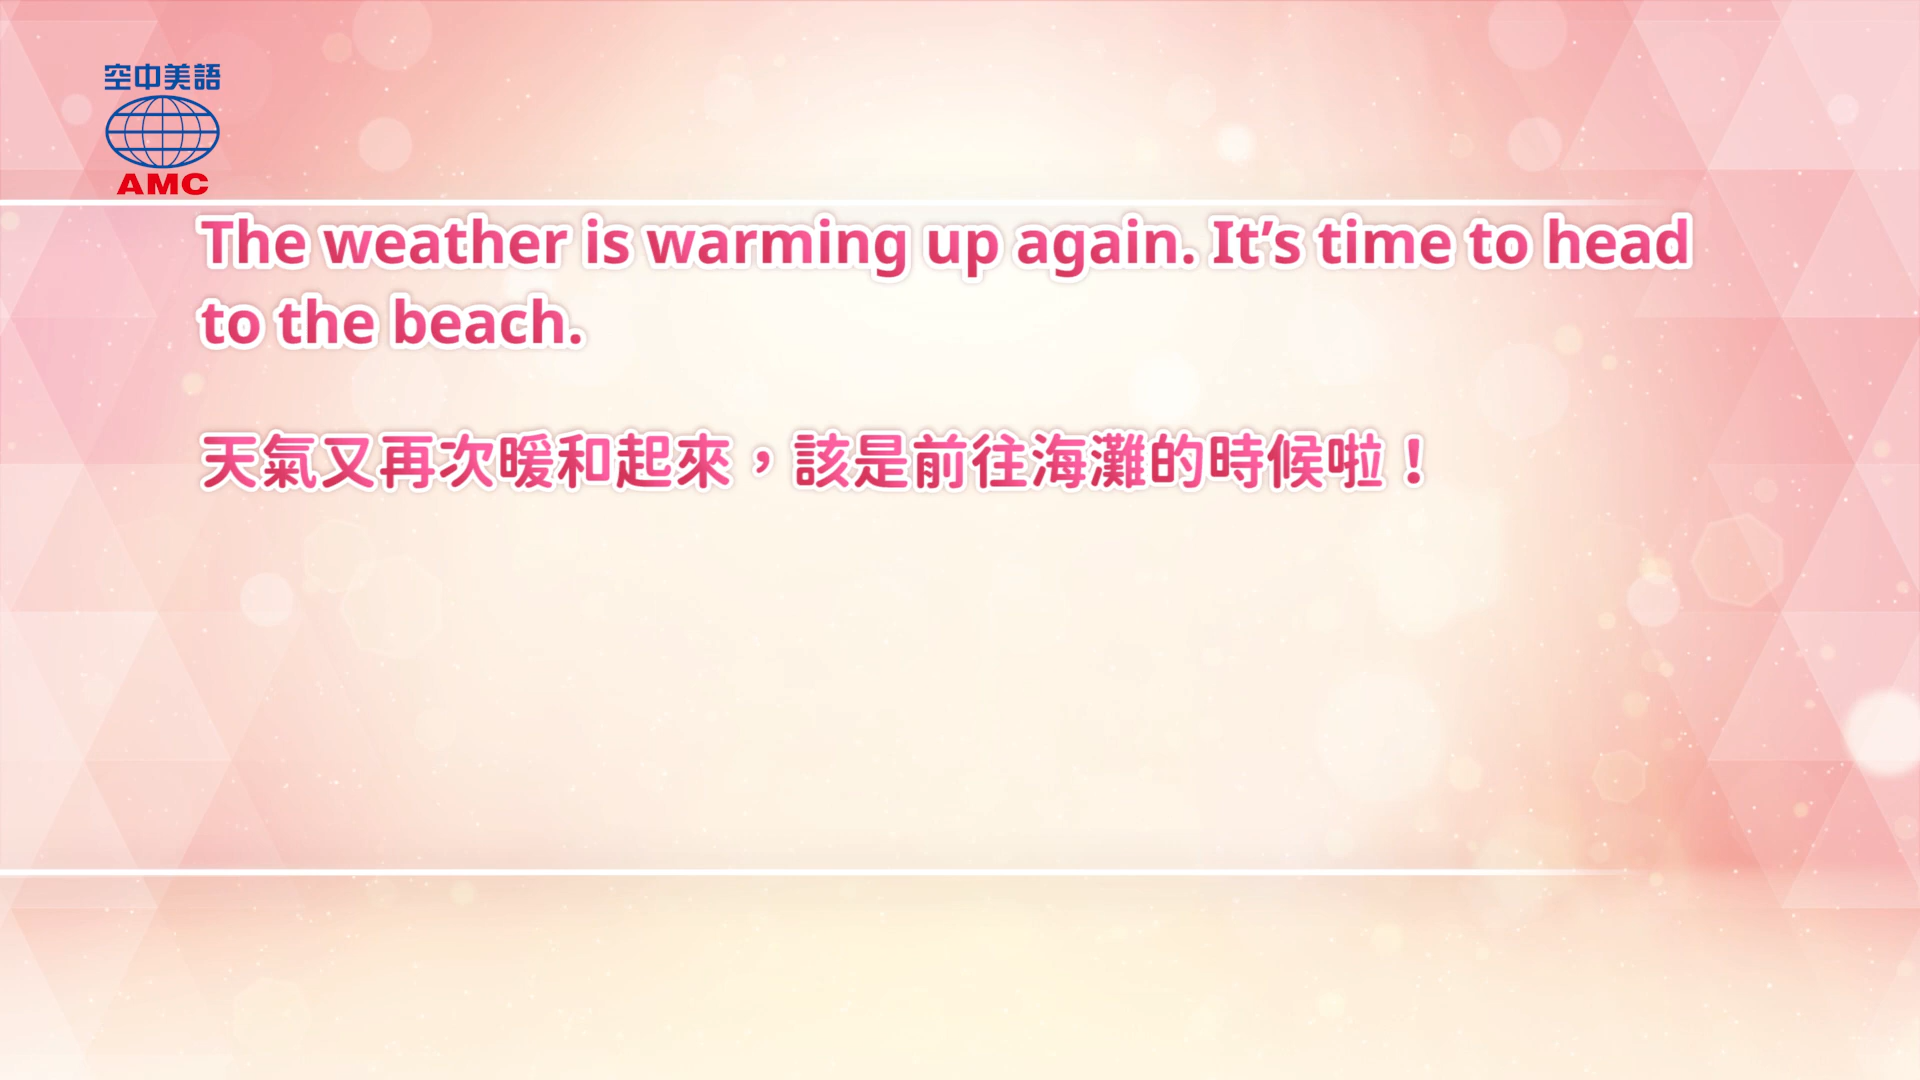 空中美語
AMC
The weather is warming up again. It’s time to head
to the beach.
天氣又再次暖和起來，該是前往海灘的時候啦！